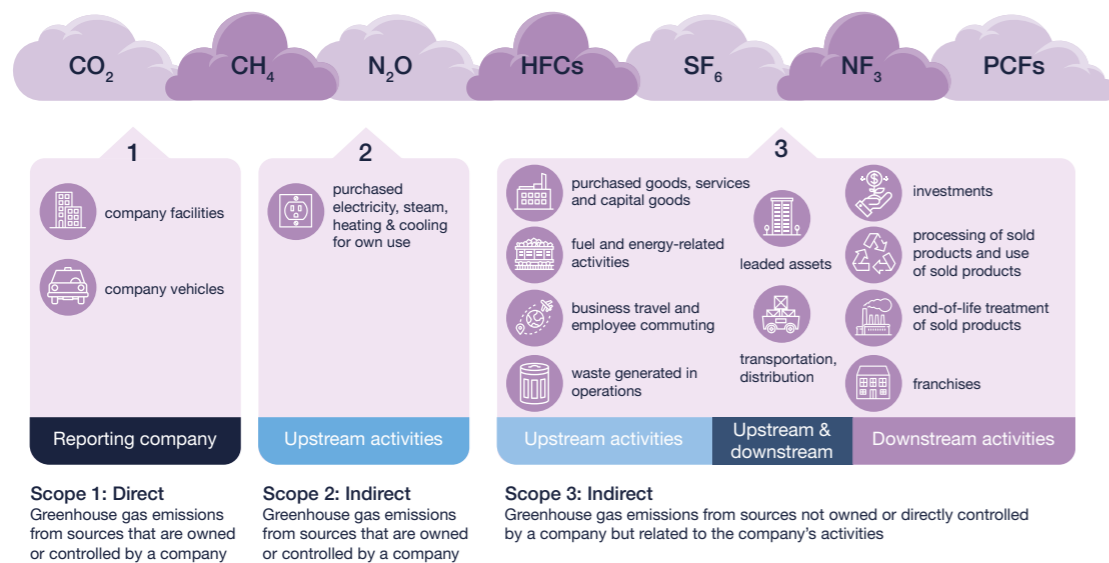 CO₂
CH₄
N₂O
HFCs
SF₆
NF₃
PCFs
1
company facilities
company vehicles
Reporting company
2
purchased
electricity, steam,
heating & cooling
for own use
Upstream activities
3
purchased goods, services
and capital goods
fuel and energy-related
activities
business travel and
employee commuting
waste generated in
operations
Upstream activities
leaded assets
transportation,
distribution
Upstream &
downstream
investments
processing of sold
products and use
of sold products
end-of-life treatment
of sold products
franchises
Downstream activities
Scope 1: Direct
Greenhouse gas emissions
from sources that are owned
or controlled by a company
Scope 2: Indirect
Greenhouse gas emissions
from sources that are owned
or controlled by a company
Scope 3: Indirect
Greenhouse gas emissions from sources not owned or directly controlled
by a company but related to the company's activities